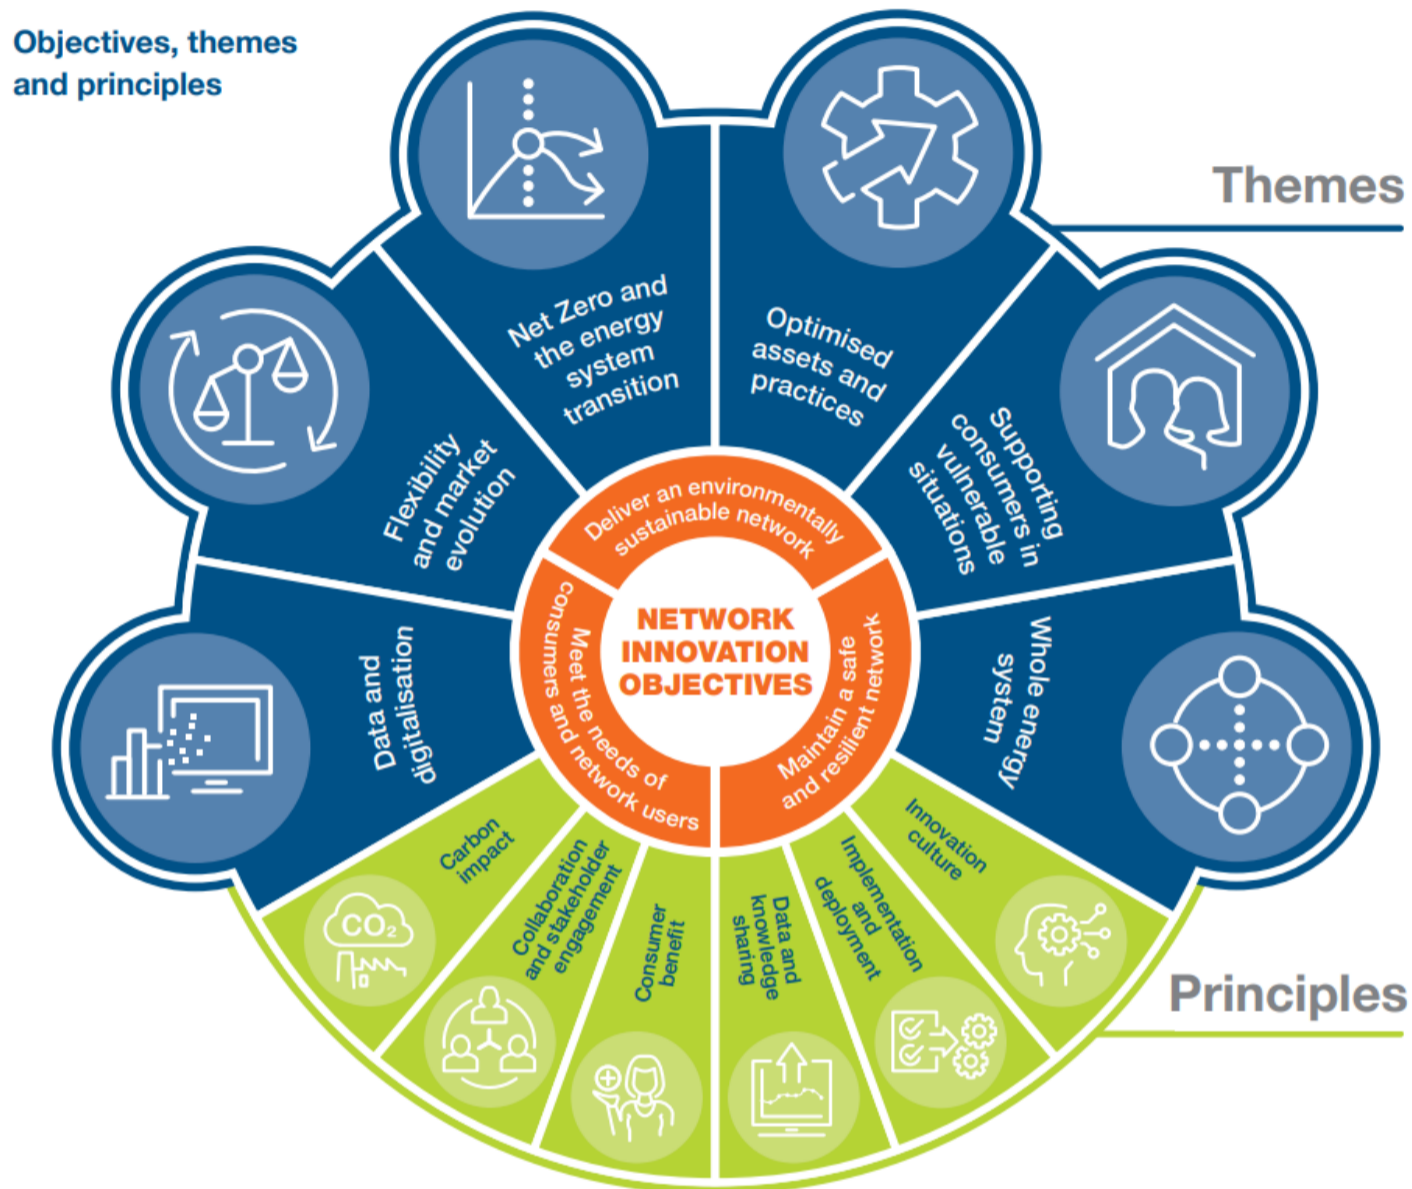 Objectives, themes
and principles
Themes
Net Zero and
the energy
system
transition
Optimised
assets and
practices
Flexibility
and market
evolution
Supporting
consumers in
vulnerable
situations
Data and
digitalisation
Whole energy
system
Deliver an environmentally
sustainable network
Meet the needs of
consumers and network users
Maintain a safe
and resilient network
NETWORK
INNOVATION
OBJECTIVES
Carbon
impact
CO₂
Collaboration
and stakeholder
engagement
Consumer
benefit
Data and
knowledge
sharing
Implementation
and
deployment
Innovation
culture
Principles